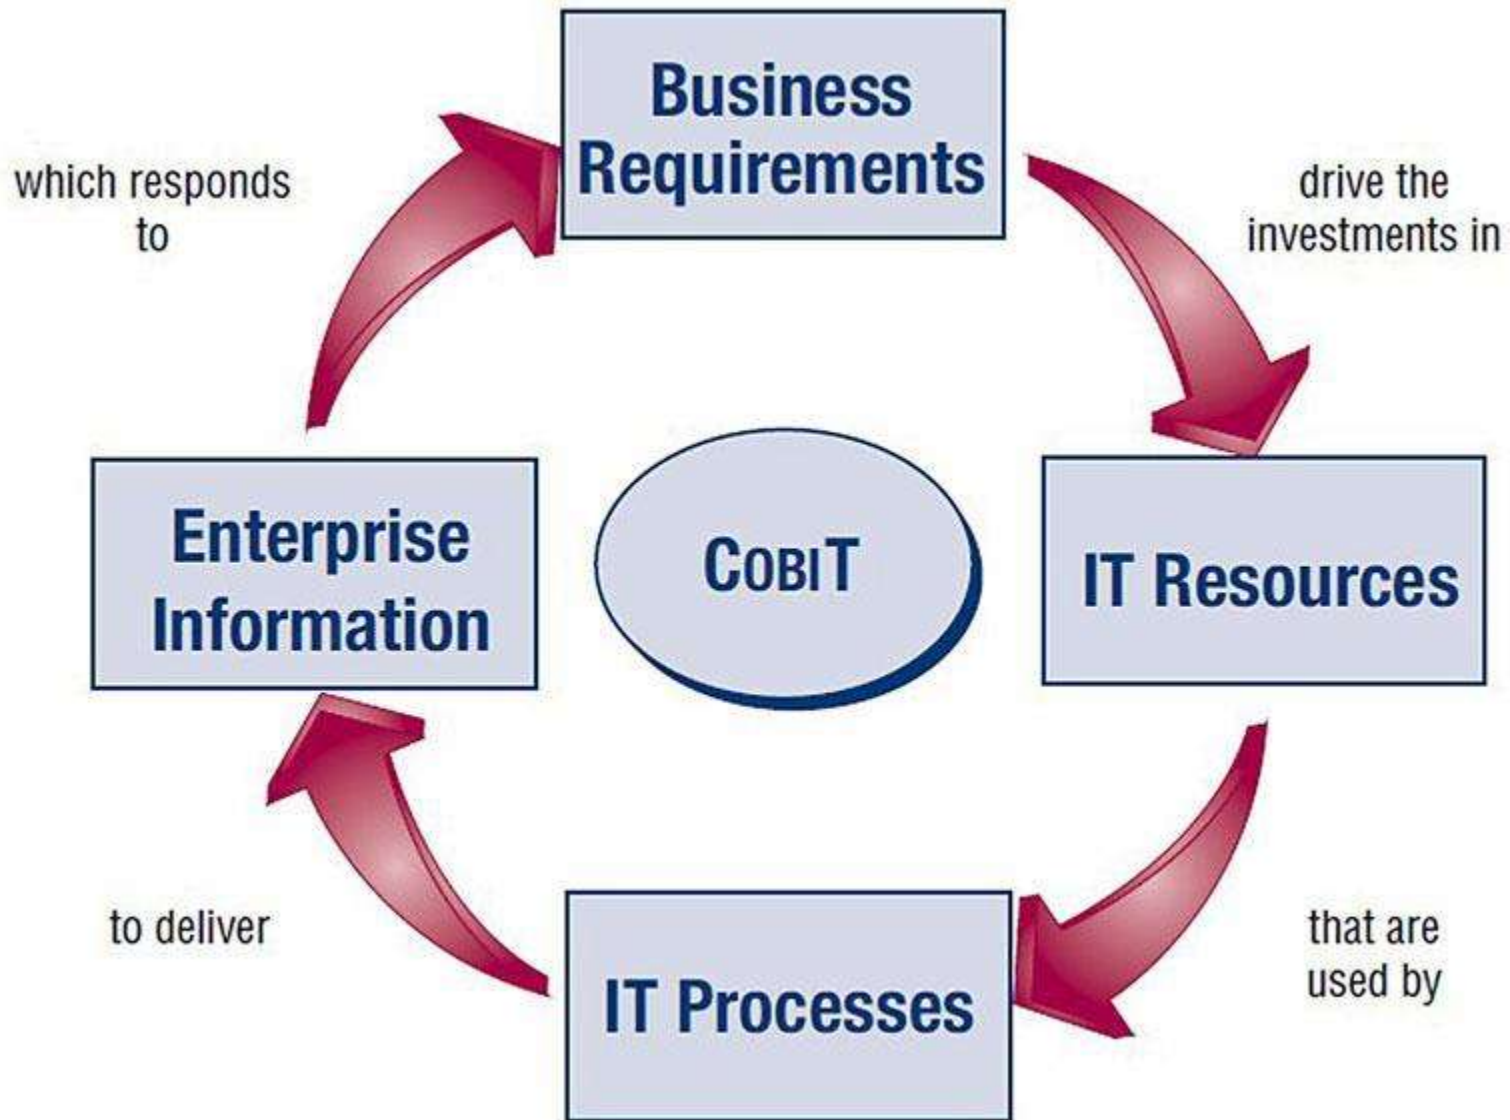 Business
Requirements
drive the
investments in
IT Resources
that are
used by
IT Processes
to deliver
Enterprise
Information
which responds
to
COBIT